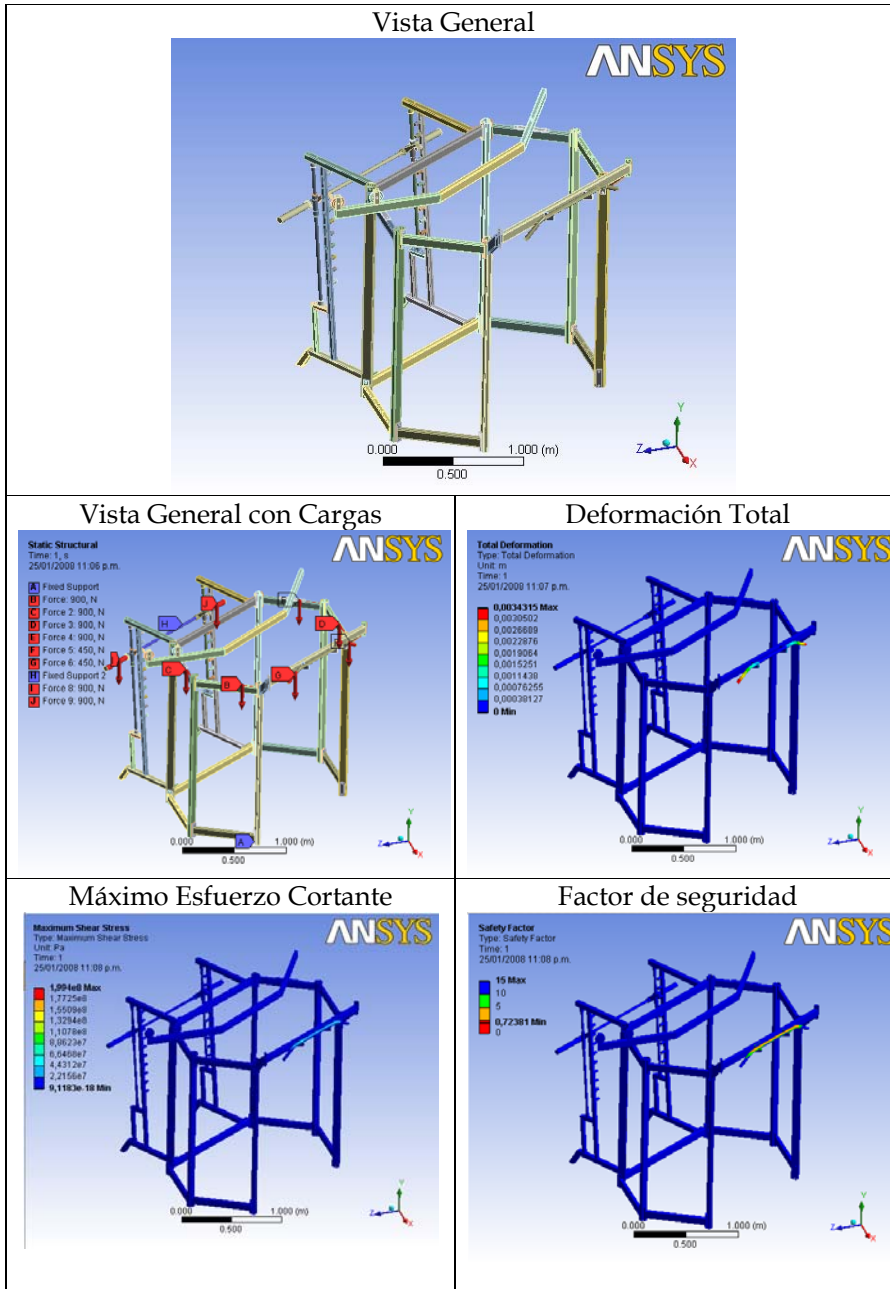 Vista General
ANSYS
Y
Z
X
0.000
1.000 (m)
0.500
Vista General con Cargas
Static Structural
Time: 1, s
25/01/2008 11:06 p.m.
ANSYS
A Fixed Support
B Force: 900, N
C Force 2: 900, N
D Force 3: 900, N
E Force 4: 900, N
F Force 5: 450, N
G Force 6: 450, N
H Fixed Support 2
I Force 8: 900, N
J Force 9: 900, N
J
H
D
C
B
G
A
Y
Z
X
0.000
1.000 (m)
0.500
Deformación Total
Total Deformation
Type: Total Deformation
Unit: m
Time: 1
25/01/2008 11:07 p.m.
ANSYS
0,0034315 Max
0,0030502
0,0026689
0,0022876
0,0019064
0,0015251
0,0011438
0,00076255
0,00038127
0 Min
Y
Z
X
0.000
1.000 (m)
0.500
Máximo Esfuerzo Cortante
Maximum Shear Stress
Type: Maximum Shear Stress
Unit: Pa
Time: 1
25/01/2008 11:08 p.m.
ANSYS
1,994e8 Max
1,7725e8
1,5509e8
1,3294e8
1,1078e8
8,8623e7
6,6468e7
4,4312e7
2,2156e7
9,1183e-18 Min
Y
Z
X
0.000
1.000 (m)
0.500
Factor de seguridad
Safety Factor
Type: Safety Factor
Time: 1
25/01/2008 11:08 p.m.
ANSYS
15 Max
10
5
0,72381 Min
0
Y
Z
X
0.000
1.000 (m)
0.500